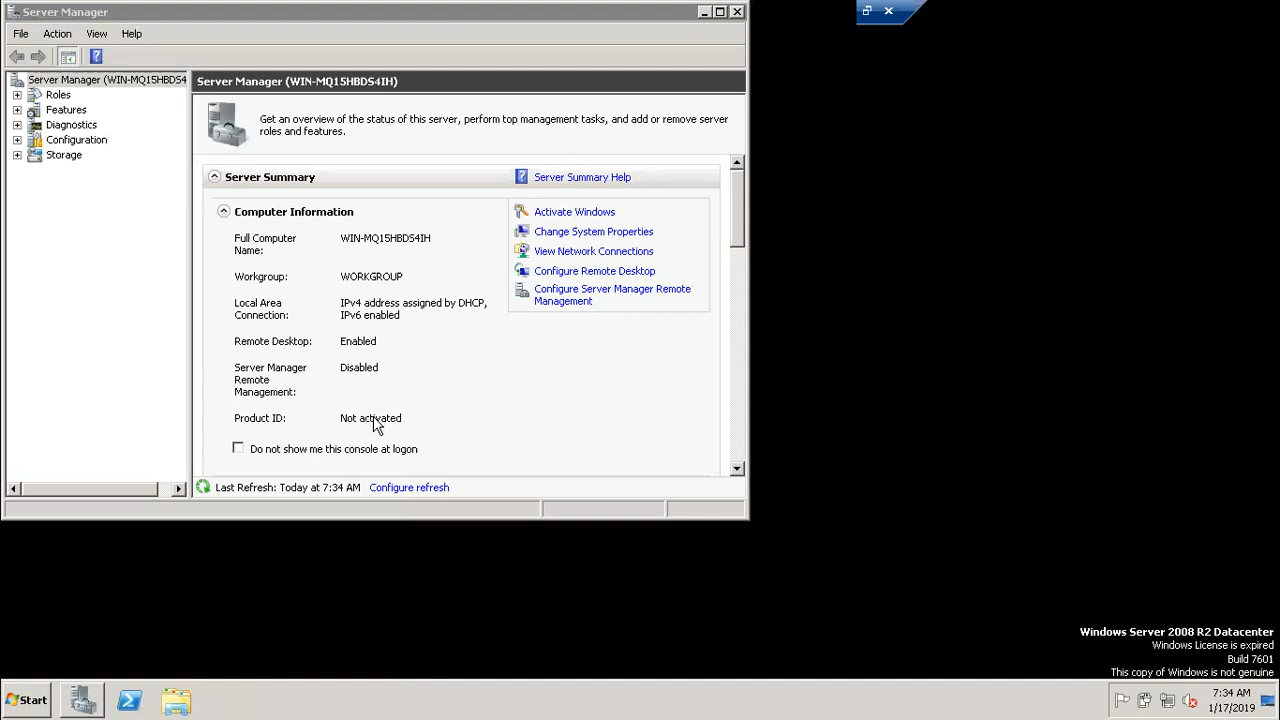 Server Manager
File Action View Help
Server Manager (WIN-MQ15HBDS4
Roles
Features
Diagnostics
Configuration
Storage
Server Manager (WIN-MQ15HBDS4IH)
Get an overview of the status of this server, perform top management tasks, and add or remove server
roles and features.
Server Summary
Server Summary Help
Computer Information
Full Computer
Name:
WIN-MQ15HBDS4IH
Workgroup:
WORKGROUP
Local Area
Connection:
IPv4 address assigned by DHCP,
IPv6 enabled
Remote Desktop:
Enabled
Server Manager
Remote
Management:
Disabled
Product ID:
Not activated
Do not show me this console at logon
Activate Windows
Change System Properties
View Network Connections
Configure Remote Desktop
Configure Server Manager Remote
Management
Last Refresh: Today at 7:34 AM Configure refresh
Windows Server 2008 R2 Datacenter
Windows License is expired
Build 7601
This copy of Windows is not genuine
Start
7:34 AM
1/17/2019